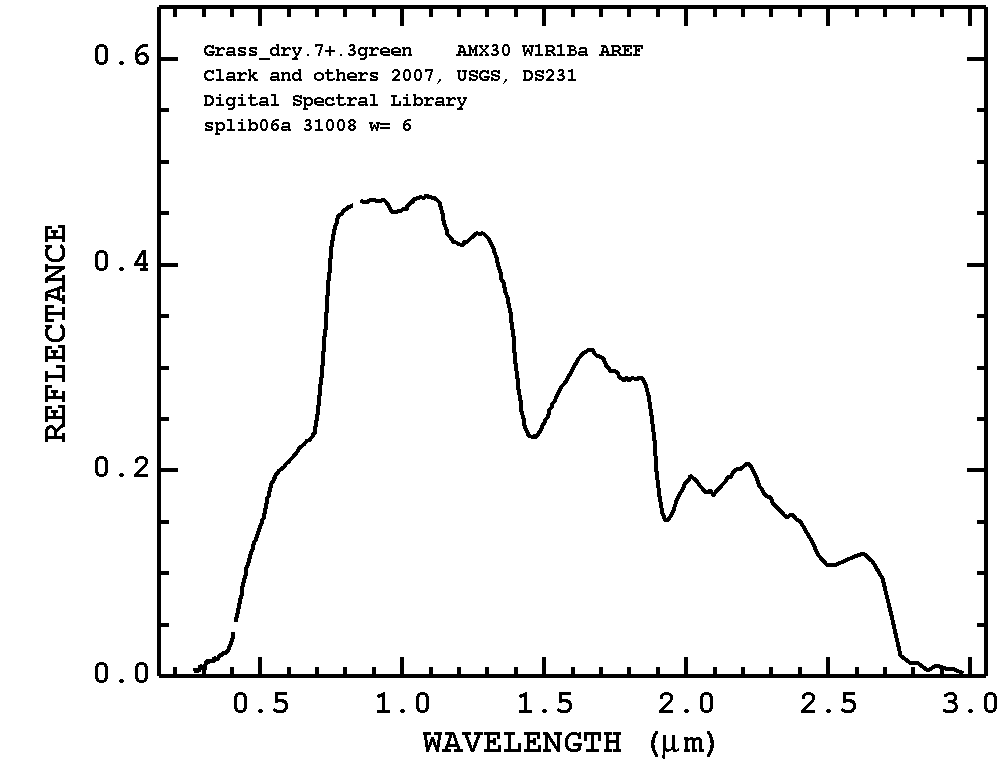 Grass_dry.7+.3green    AMX30 W1R1Ba AREF
Clark and others 2007, USGS, DS231
Digital Spectral Library
splib06a 31008 w= 6
REFLECTANCE
0.6
0.4
0.2
0.0
0.5 1.0 1.5 2.0 2.5 3.0
WAVELENGTH (μm)